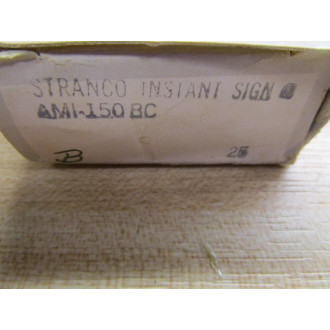 STRANCO INSTANT SIGN
AMI-150 BC
B 25